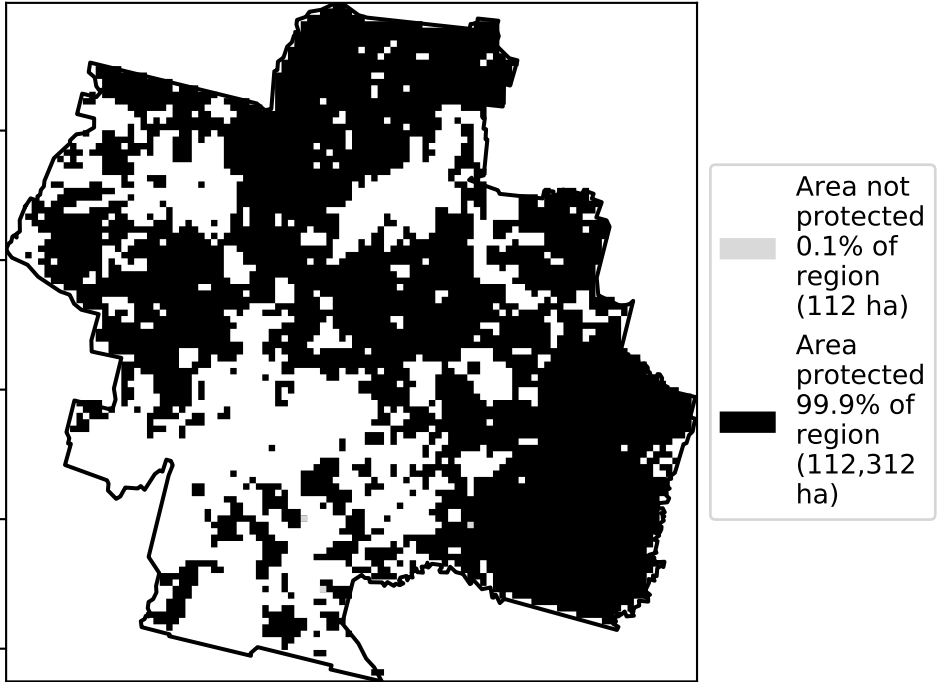 Area not
protected
0.1% of
region
(112 ha)
Area
protected
99.9% of
region
(112,312
ha)